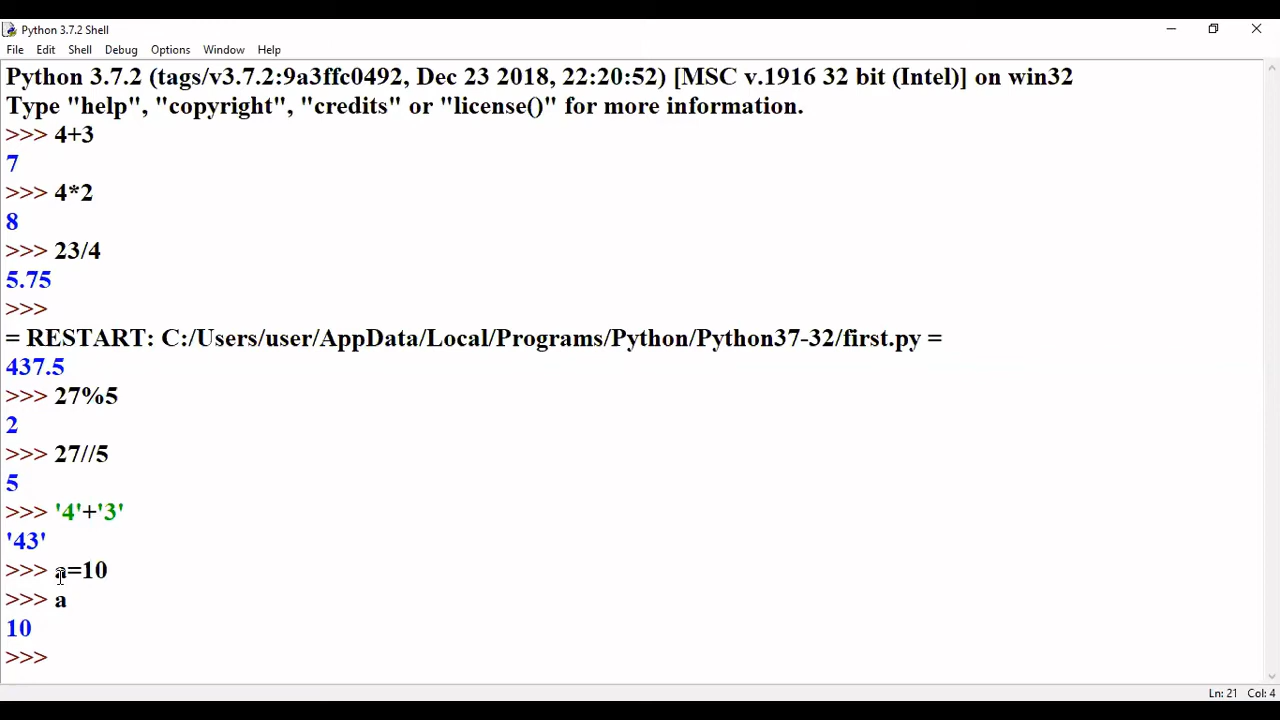 Python 3.7.2 Shell
File Edit Shell Debug Options Window Help
Python 3.7.2 (tags/v3.7.2:9a3ffc0492, Dec 23 2018, 22:20:52) [MSC v.1916 32 bit (Intel)] on win32
Type "help", "copyright", "credits" or "license()" for more information.
>>> 4+3
7
>>> 4*2
8
>>> 23/4
5.75
>>>
= RESTART: C:/Users/user/AppData/Local/Programs/Python/Python37-32/first.py =
437.5
>>> 27%5
2
>>> 27//5
5
>>> '4'+'3'
'43'
>>> a=10
>>> a
10
>>>
Ln: 21 Col: 4